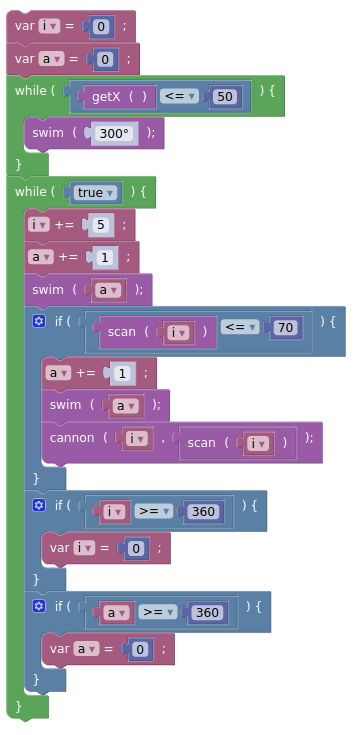 var i ▾ = 0 ;
var a ▾ = 0 ;
while ( getX ( ) <= ▾ 50 ) {
swim ( 300° );
}
while ( true ▾ ) {
i ▾ += 5 ;
a ▾ += 1 ;
swim ( a ▾ );
if ( scan ( i ▾ ) <= ▾ 70 ) {
a ▾ += 1 ;
swim ( a ▾ );
cannon ( i ▾ , scan ( i ▾ ) );
}
if ( i ▾ >= ▾ 360 ) {
var i ▾ = 0 ;
}
if ( a ▾ >= ▾ 360 ) {
var a ▾ = 0 ;
}
}